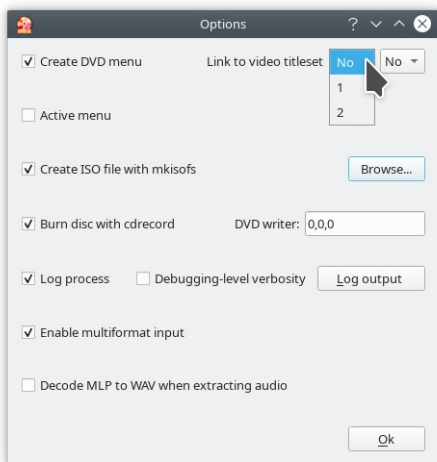 Options
Create DVD menu Link to video titleset No No
1
2
Active menu
Create ISO file with mkisofs Browse...
Burn disc with cdrecord DVD writer: 0,0,0
Log process Debugging-level verbosity Log output
Enable multiformat input
Decode MLP to WAV when extracting audio
Ok